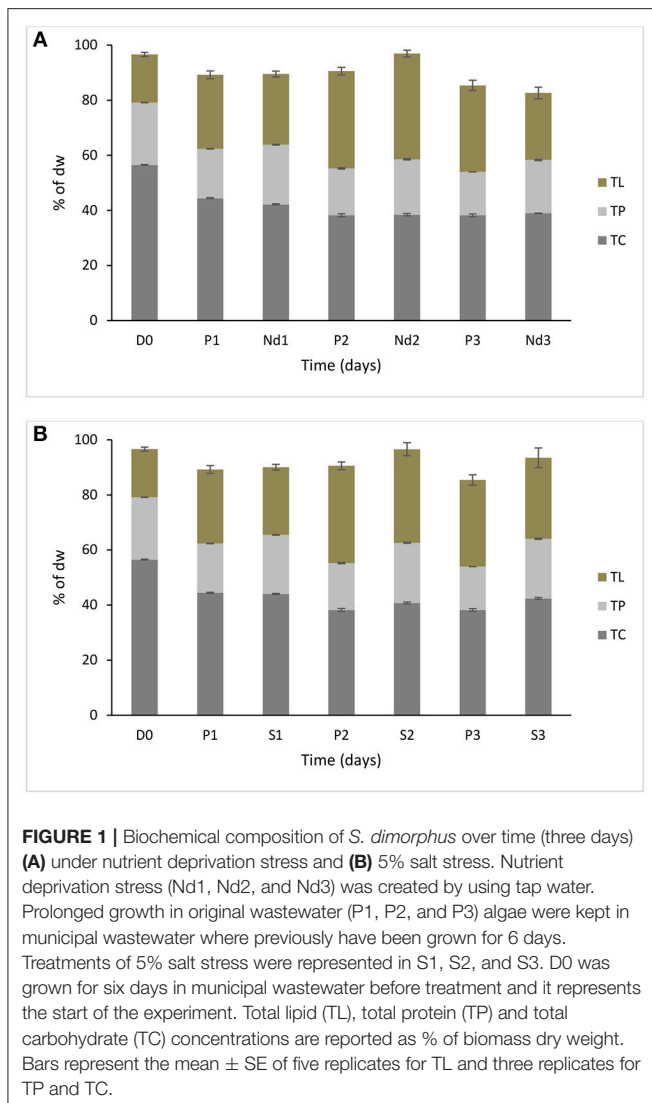 A
100
80
60
40
20
0
% of dw
TL
TP
TC
D0 P1 Nd1 P2 Nd2 P3 Nd3
Time (days)
B
100
80
60
40
20
0
% of dw
TL
TP
TC
D0 P1 S1 P2 S2 P3 S3
Time (days)
FIGURE 1 | Biochemical composition of S. dimorphus over time (three days)
(A) under nutrient deprivation stress and (B) 5% salt stress. Nutrient
deprivation stress (Nd1, Nd2, and Nd3) was created by using tap water.
Prolonged growth in original wastewater (P1, P2, and P3) algae were kept in
municipal wastewater where previously have been grown for 6 days.
Treatments of 5% salt stress were represented in S1, S2, and S3. D0 was
grown for six days in municipal wastewater before treatment and it represents
the start of the experiment. Total lipid (TL), total protein (TP) and total
carbohydrate (TC) concentrations are reported as % of biomass dry weight.
Bars represent the mean ± SE of five replicates for TL and three replicates for
TP and TC.